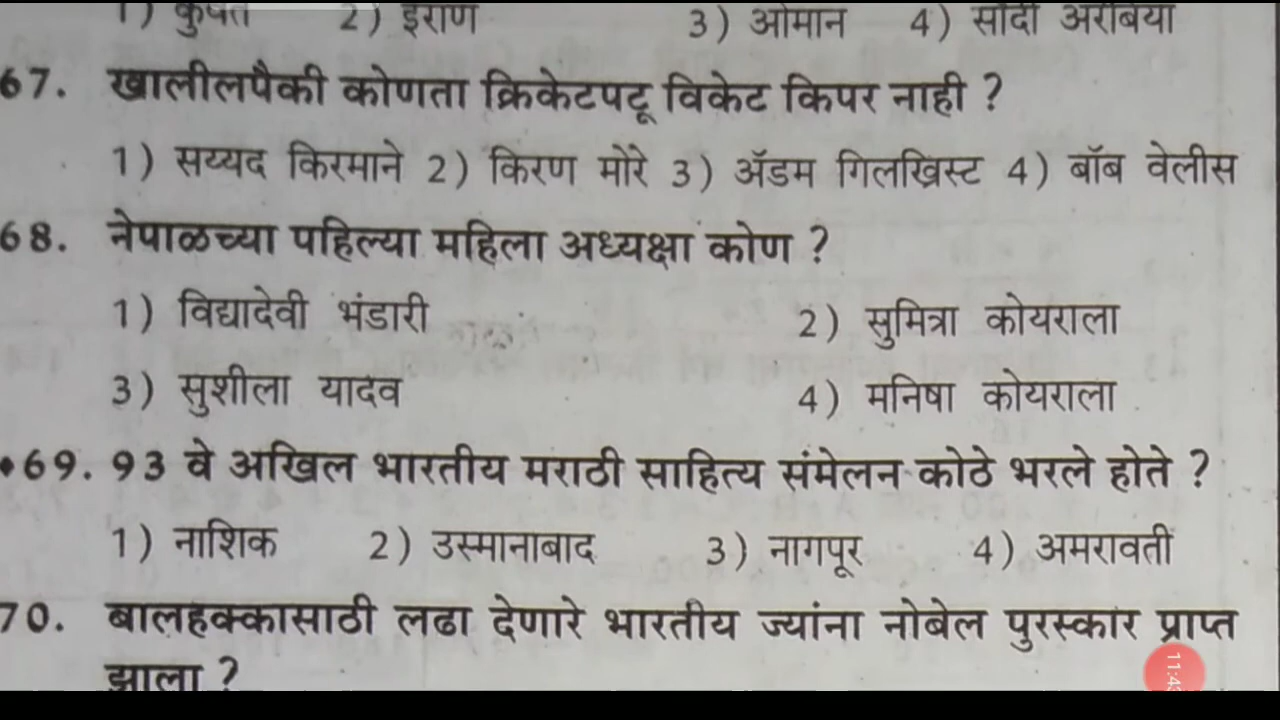 1) कुवेत 2) इराण 3) ओमान 4) सौदी अरेबिया
67. खालीलपैकी कोणता क्रिकेटपटू विकेट किपर नाही ?
1) सय्यद किरमाने 2) किरण मोरे 3) ॲडम गिलख्रिस्ट 4) बॉब वेलीस
68. नेपाळच्या पहिल्या महिला अध्यक्षा कोण ?
1) विद्यादेवी भंडारी 2) सुमित्रा कोयराला
3) सुशीला यादव 4) मनिषा कोयराला
69. 93 वे अखिल भारतीय मराठी साहित्य संमेलन कोठे भरले होते ?
1) नाशिक 2) उस्मानाबाद 3) नागपूर 4) अमरावती
70. बालहक्कासाठी लढा देणारे भारतीय ज्यांना नोबेल पुरस्कार प्राप्त
झाला ?